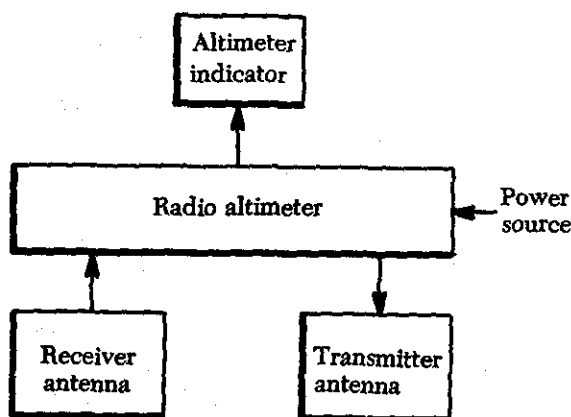 Altimeter
indicator
Radio altimeter
Power
source
Receiver
antenna
Transmitter
antenna